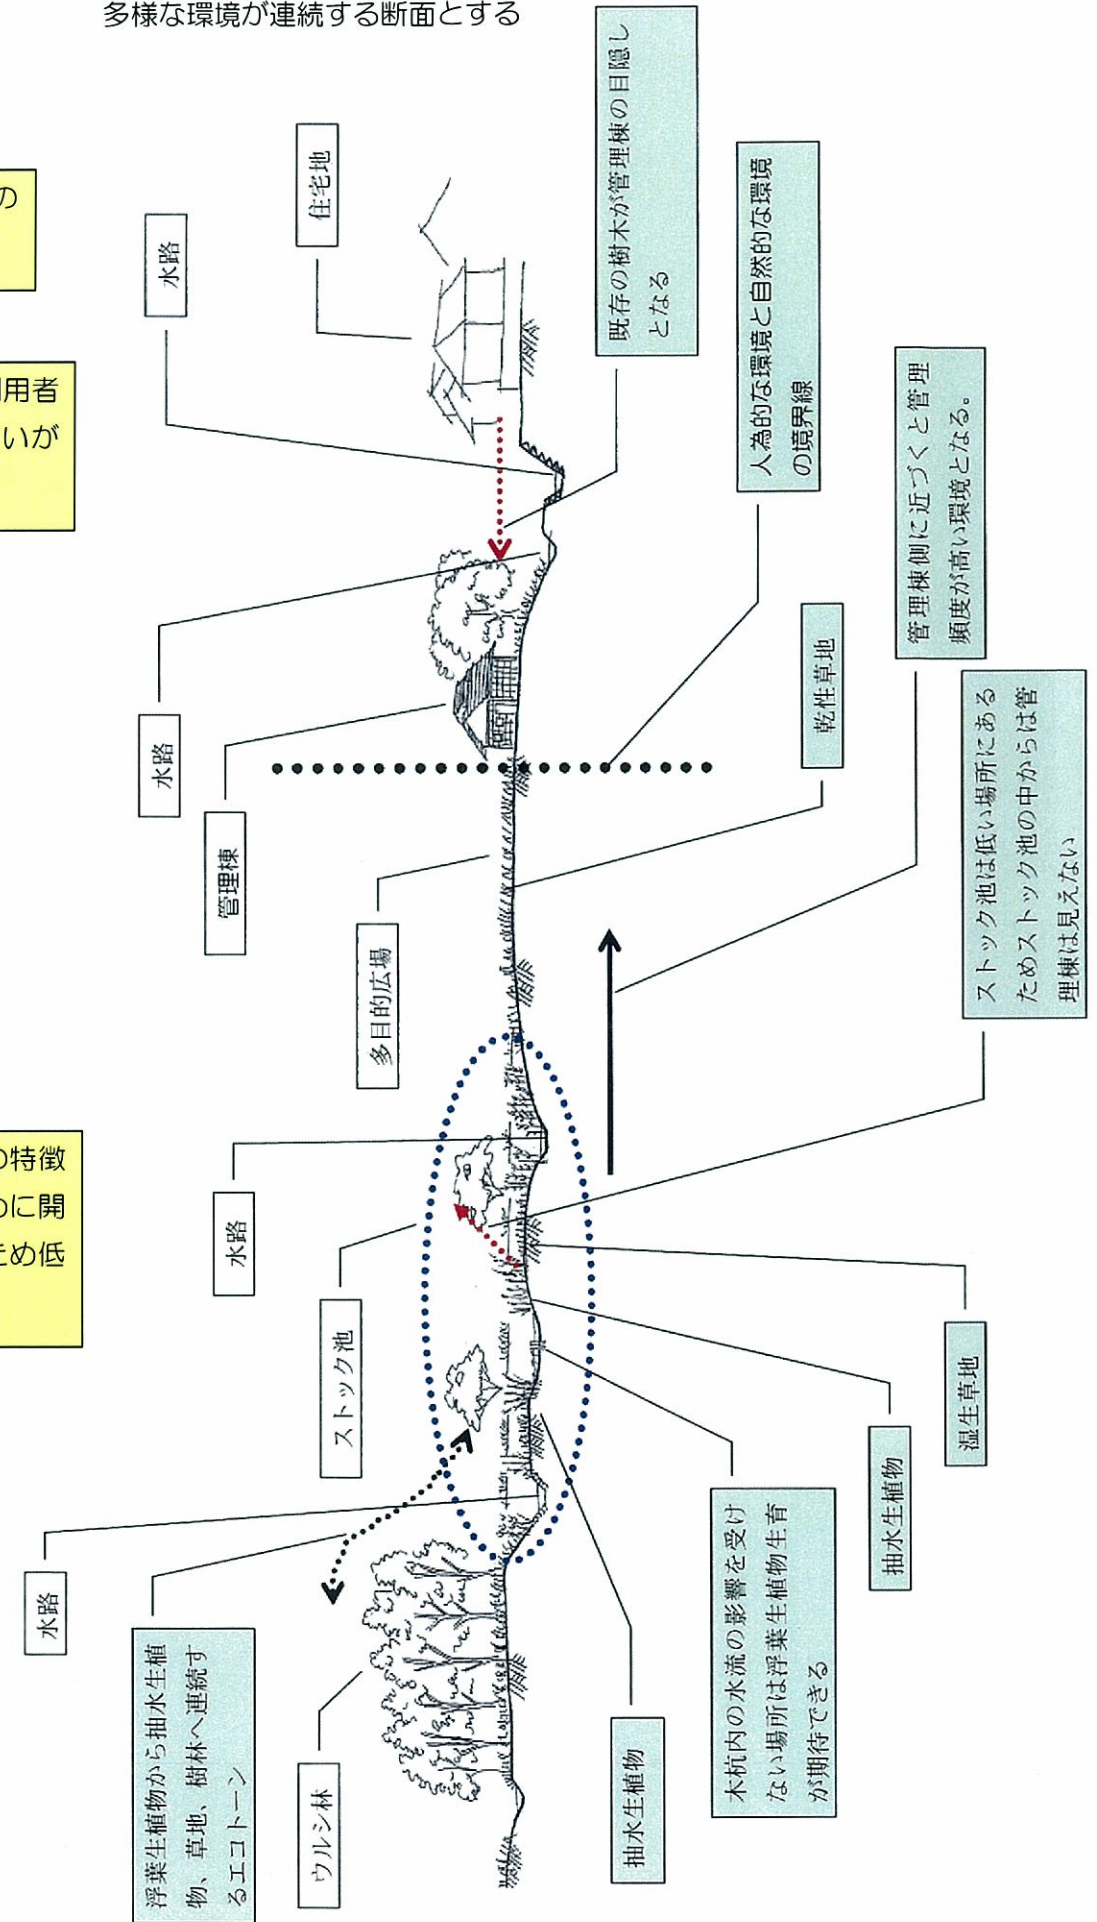 多様な環境が連続する断面とする
の
用者
いが
の特徴
めに開
ため低
水路
浮葉生植物から抽水生植
物、草地、樹林へ連続す
るエコトーン
ウルシ林
水路
ストック池
多目的広場
管理棟
水路
水路
住宅地
抽水生植物
木杭内の水流の影響を受け
ない場所は浮葉生植物生育
が期待できる
抽水生植物
湿生草地
ストック池は低い場所にある
ためストック池の中からは管
理棟は見えない
乾性草地
管理棟側に近づくと管理
頻度が高い環境となる。
人為的な環境と自然的な環境
の境界線
既存の樹木が管理棟の目隠し
となる